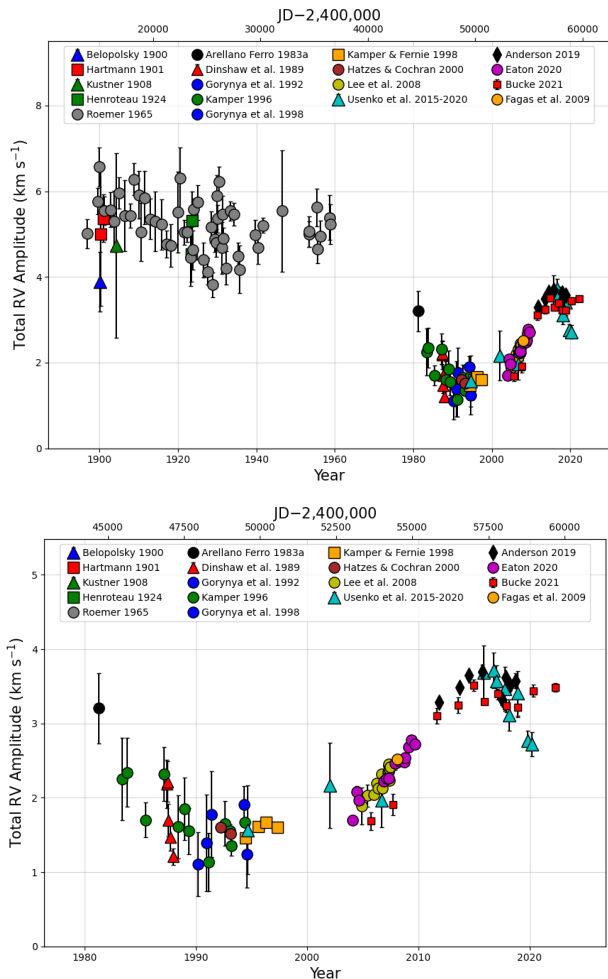 JD−2,400,000
20000 30000 40000 50000 60000
Belopolsky 1900 Arellano Ferro 1983a Kamper & Fernie 1998 Anderson 2019
Hartmann 1901 Dinshaw et al. 1989 Hatzes & Cochran 2000 Eaton 2020
Kustner 1908 Gorynya et al. 1992 Lee et al. 2008 Bucke 2021
Henroteau 1924 Kamper 1996 Usenko et al. 2015-2020 Fagas et al. 2009
Roemer 1965 Gorynya et al. 1998
Total RV Amplitude (km s⁻¹)
8
6
4
2
0
1900 1920 1940 1960 1980 2000 2020
Year
JD−2,400,000
45000 47500 50000 52500 55000 57500 60000
Belopolsky 1900 Arellano Ferro 1983a Kamper & Fernie 1998 Anderson 2019
Hartmann 1901 Dinshaw et al. 1989 Hatzes & Cochran 2000 Eaton 2020
Kustner 1908 Gorynya et al. 1992 Lee et al. 2008 Bucke 2021
Henroteau 1924 Kamper 1996 Usenko et al. 2015-2020 Fagas et al. 2009
Roemer 1965 Gorynya et al. 1998
Total RV Amplitude (km s⁻¹)
5
4
3
2
1
0
1980 1990 2000 2010 2020
Year